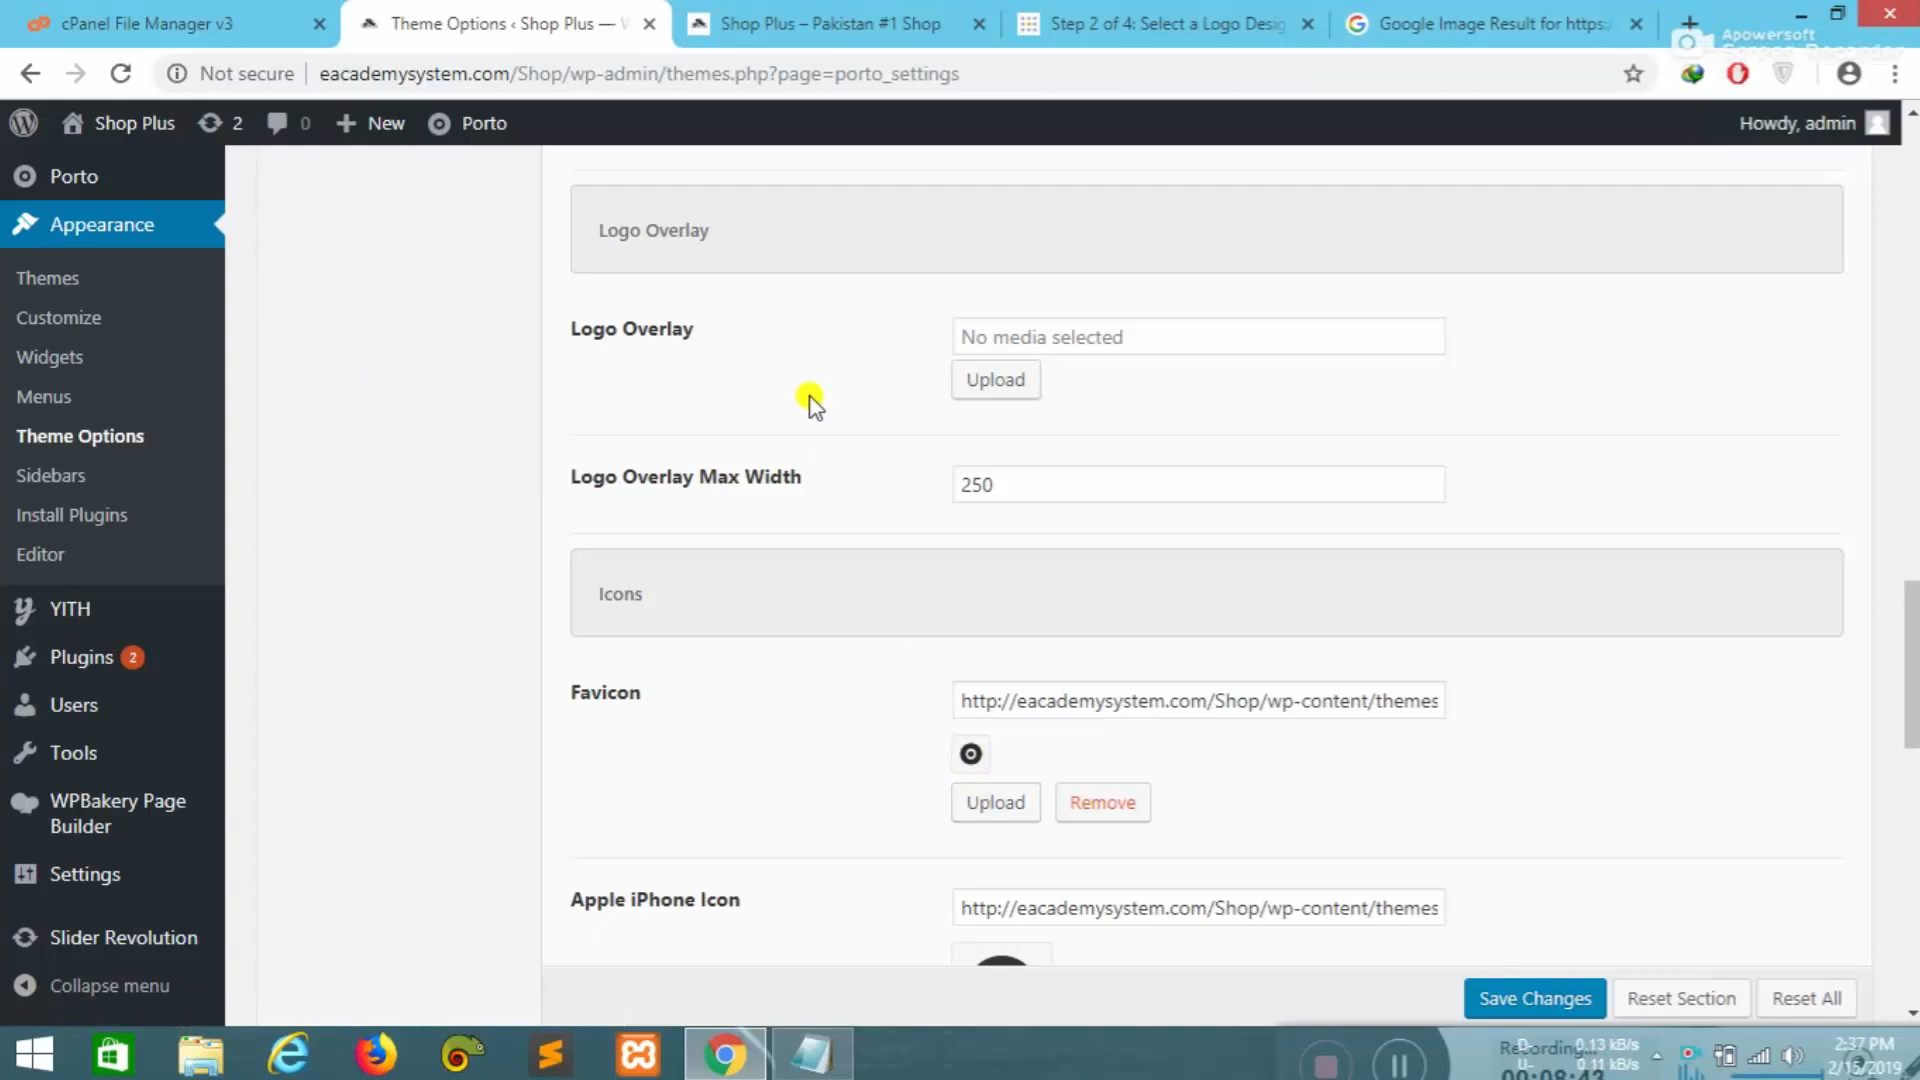 cPanel File Manager v3
Theme Options ‹ Shop Plus —
Shop Plus – Pakistan #1 Shop
Step 2 of 4: Select a Logo Desig
Google Image Result for https:
Apowersoft
Screen Recorder
Not secure
eacademysystem.com/Shop/wp-admin/themes.php?page=porto_settings
Shop Plus
2
0
New
Porto
Howdy, admin
Porto
Appearance
Themes
Customize
Widgets
Menus
Theme Options
Sidebars
Install Plugins
Editor
YITH
Plugins 2
Users
Tools
WPBakery Page
Builder
Settings
Slider Revolution
Collapse menu
Logo Overlay
Logo Overlay
No media selected
Upload
Logo Overlay Max Width
250
Icons
Favicon
http://eacademysystem.com/Shop/wp-content/themes
Upload
Remove
Apple iPhone Icon
http://eacademysystem.com/Shop/wp-content/themes
Save Changes
Reset Section
Reset All
Recording...
00:08:43
D: 0.13 kB/s
U: 0.11 kB/s
2:37 PM
2/15/2019